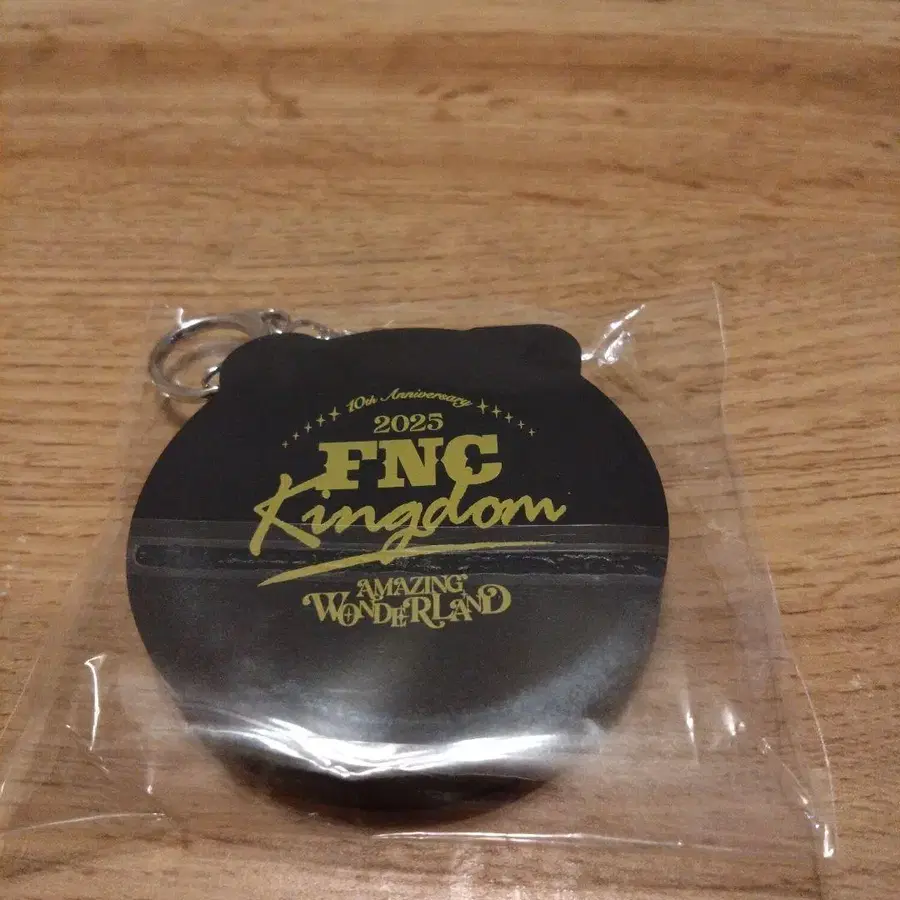 10th Anniversary
2025
FNC
Kingdom
AMAZING
WONDERLAND